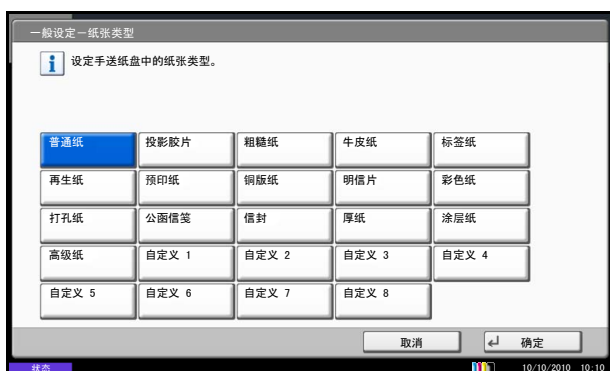 一般设定－纸张类型
设定手送纸盘中的纸张类型。
普通纸 投影胶片 粗糙纸 牛皮纸 标签纸
再生纸 预印纸 铜版纸 明信片 彩色纸
打孔纸 公函信笺 信封 厚纸 涂层纸
高级纸 自定义 1 自定义 2 自定义 3 自定义 4
自定义 5 自定义 6 自定义 7 自定义 8
取消 确定
状态 10/10/2010 10:10